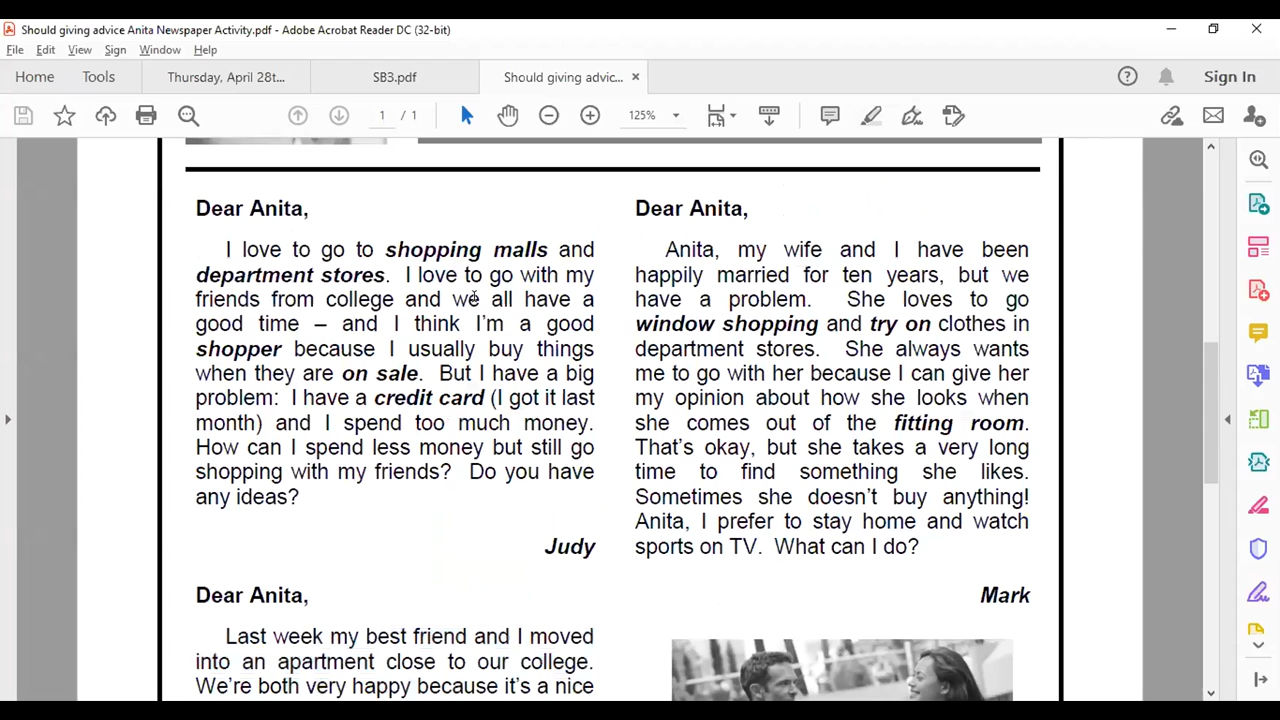 Should giving advice Anita Newspaper Activity.pdf - Adobe Acrobat Reader DC (32-bit)
File Edit View Sign Window Help
Home Tools Thursday, April 28t... SB3.pdf Should giving advic... × Sign In
1 / 1 125%
Dear Anita,
I love to go to shopping malls and
department stores. I love to go with my
friends from college and we all have a
good time – and I think I'm a good
shopper because I usually buy things
when they are on sale. But I have a big
problem: I have a credit card (I got it last
month) and I spend too much money.
How can I spend less money but still go
shopping with my friends? Do you have
any ideas?
Judy
Dear Anita,
Last week my best friend and I moved
into an apartment close to our college.
We're both very happy because it's a nice
Dear Anita,
Anita, my wife and I have been
happily married for ten years, but we
have a problem. She loves to go
window shopping and try on clothes in
department stores. She always wants
me to go with her because I can give her
my opinion about how she looks when
she comes out of the fitting room.
That's okay, but she takes a very long
time to find something she likes.
Sometimes she doesn't buy anything!
Anita, I prefer to stay home and watch
sports on TV. What can I do?
Mark